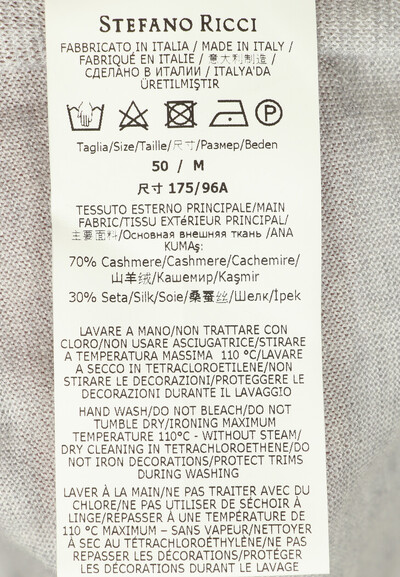 STEFANO RICCI
FABBRICATO IN ITALIA / MADE IN ITALY /
FABRIQUÉ EN ITALIE / 意大利制造 /
СДЕЛАНО В ИТАЛИИ / ITALYA'DA
ÜRETILMIŞTIR
P
Taglia/Size/Taille/尺寸/Размер/Beden
50 / M
尺寸 175/96A
TESSUTO ESTERNO PRINCIPALE/MAIN
FABRIC/TISSU EXTÉRIEUR PRINCIPAL/
主要面料/Основная внешняя ткань /ANA
KUMAş:
70% Cashmere/Cashmere/Cachemire/
山羊绒/Кашемир/Kaşmir
30% Seta/Silk/Soie/桑蚕丝/Шелк/İpek
LAVARE A MANO/NON TRATTARE CON
CLORO/NON USARE ASCIUGATRICE/STIRARE
A TEMPERATURA MASSIMA 110 °C/LAVARE
A SECCO IN TETRACLOROETILENE/NON
STIRARE LE DECORAZIONI/PROTEGGERE LE
DECORAZIONI DURANTE IL LAVAGGIO
HAND WASH/DO NOT BLEACH/DO NOT
TUMBLE DRY/IRONING MAXIMUM
TEMPERATURE 110°C - WITHOUT STEAM/
DRY CLEANING IN TETRACHLOROETHENE/DO
NOT IRON DECORATIONS/PROTECT TRIMS
DURING WASHING
LAVER À LA MAIN/NE PAS TRAITER AVEC DU
CHLORE/NE PAS UTILISER DE SÉCHOIR À
LINGE/REPASSER À UNE TEMPÉRATURE DE
110 °C MAXIMUM – SANS VAPEUR/NETTOYER
À SEC AU TÉTRACHLOROÉTHYLÈNE/NE PAS
REPASSER LES DÉCORATIONS/PROTÉGER
LES DÉCORATIONS DURANT LE LAVAGE